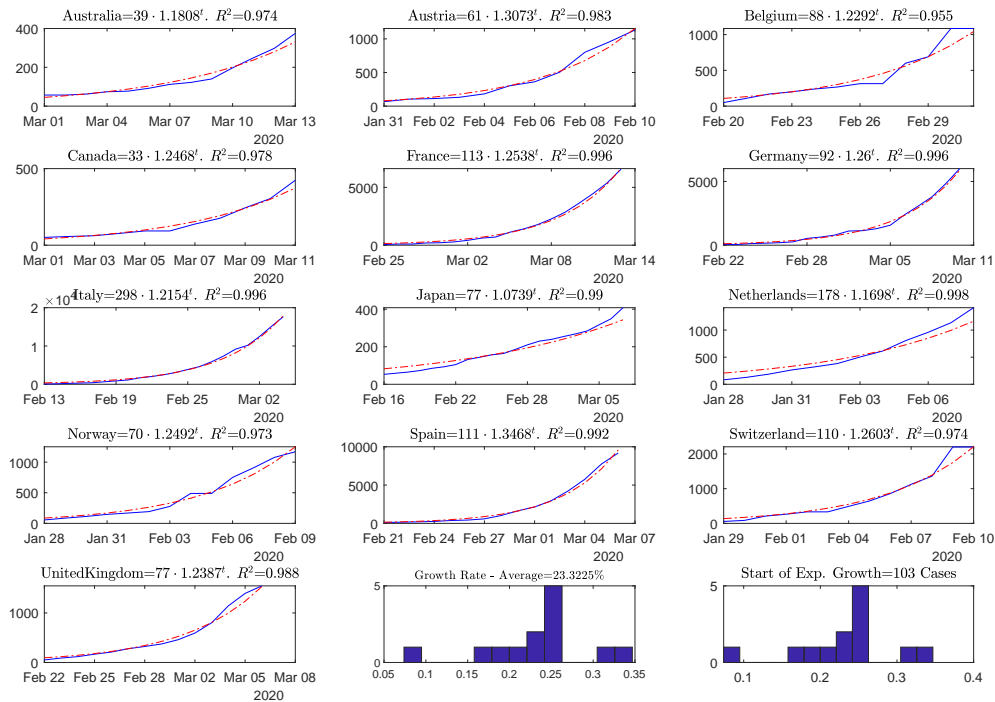 Australia=39 · 1.1808^t. R^2=0.974
400
200
0
Mar 01 Mar 04 Mar 07 Mar 10 Mar 13
2020
Austria=61 · 1.3073^t. R^2=0.983
1000
500
0
Jan 31 Feb 02 Feb 04 Feb 06 Feb 08 Feb 10
2020
Belgium=88 · 1.2292^t. R^2=0.955
1000
500
0
Feb 20 Feb 23 Feb 26 Feb 29
2020
Canada=33 · 1.2468^t. R^2=0.978
500
0
Mar 01 Mar 03 Mar 05 Mar 07 Mar 09 Mar 11
2020
France=113 · 1.2538^t. R^2=0.996
5000
0
Feb 25 Mar 02 Mar 08 Mar 14
2020
Germany=92 · 1.26^t. R^2=0.996
5000
0
Feb 22 Feb 28 Mar 05 Mar 11
2020
×10^4
Italy=298 · 1.2154^t. R^2=0.996
2
1
0
Feb 13 Feb 19 Feb 25 Mar 02
2020
Japan=77 · 1.0739^t. R^2=0.99
400
200
0
Feb 16 Feb 22 Feb 28 Mar 05
2020
Netherlands=178 · 1.1698^t. R^2=0.998
1000
500
0
Jan 28 Jan 31 Feb 03 Feb 06
2020
Norway=70 · 1.2492^t. R^2=0.973
1000
500
0
Jan 28 Jan 31 Feb 03 Feb 06 Feb 09
2020
Spain=111 · 1.3468^t. R^2=0.992
10000
5000
0
Feb 21 Feb 24 Feb 27 Mar 01 Mar 04 Mar 07
2020
Switzerland=110 · 1.2603^t. R^2=0.974
2000
1000
0
Jan 29 Feb 01 Feb 04 Feb 07 Feb 10
2020
UnitedKingdom=77 · 1.2387^t. R^2=0.988
1000
0
Feb 22 Feb 25 Feb 28 Mar 02 Mar 05 Mar 08
2020
Growth Rate - Average=23.3225%
5
0
0.05 0.1 0.15 0.2 0.25 0.3 0.35
Start of Exp. Growth=103 Cases
5
0
0.1 0.2 0.3 0.4